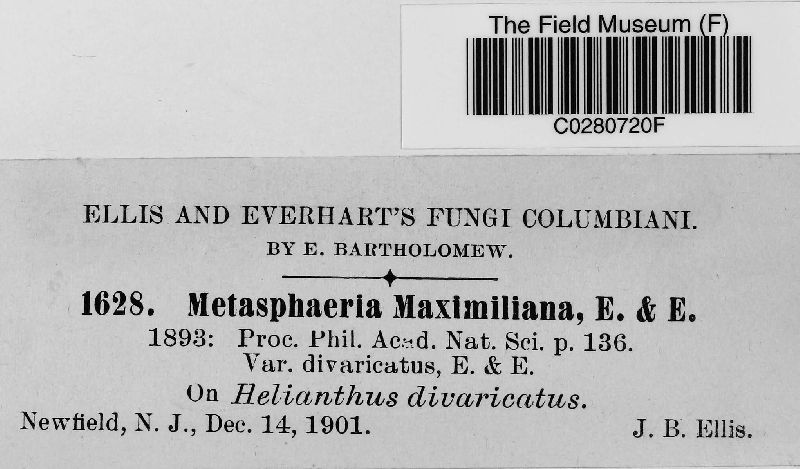 The Field Museum (F)
C0280720F
ELLIS AND EVERHART'S FUNGI COLUMBIANI.
BY E. BARTHOLOMEW.
1628. Metasphaeria Maximiliana, E. & E.
1893: Proc. Phil. Acad. Nat. Sci. p. 136.
Var. divaricatus, E. & E.
On Helianthus divaricatus.
Newfield, N. J., Dec. 14, 1901. J. B. Ellis.